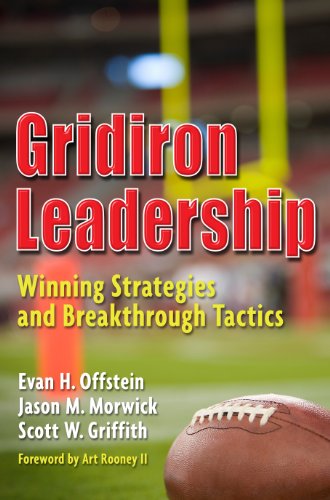 Gridiron
Leadership
Winning Strategies
and Breakthrough Tactics
Evan H. Offstein
Jason M. Morwick
Scott W. Griffith
Foreword by Art Rooney II